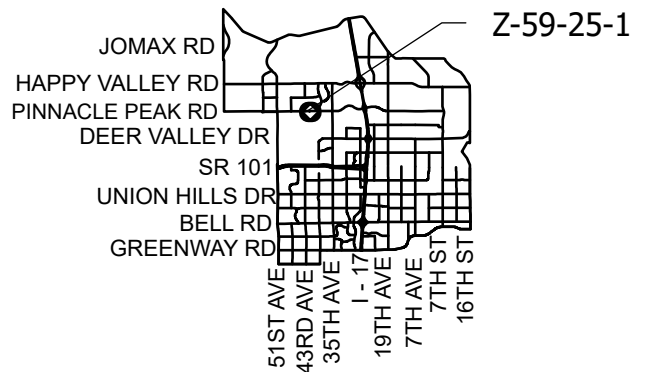 Z-59-25-1
JOMAX RD
HAPPY VALLEY RD
PINNACLE PEAK RD
DEER VALLEY DR
SR 101
UNION HILLS DR
BELL RD
GREENWAY RD
51ST AVE
43RD AVE
35TH AVE
I - 17
19TH AVE
7TH AVE
7TH ST
16TH ST